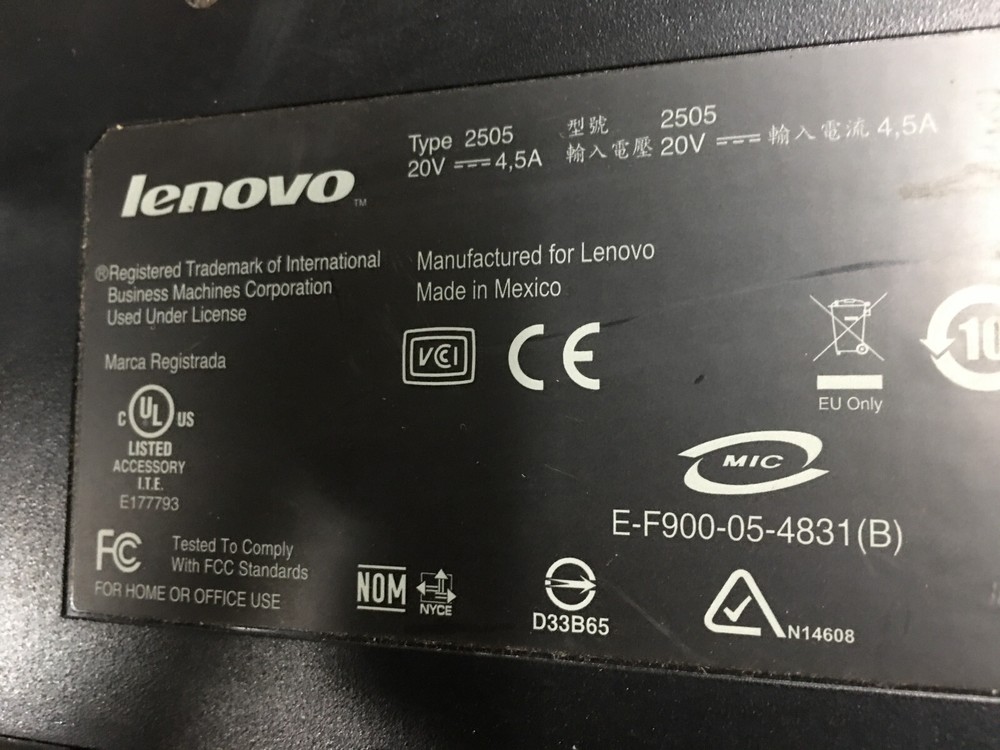 lenovo™
Type 2505
20V ⎓ 4,5A
型號 2505
輸入電壓 20V ⎓ 輸入電流 4,5A
®Registered Trademark of International
Business Machines Corporation
Used Under License
Marca Registrada
Manufactured for Lenovo
Made in Mexico
VCI
CE
EU Only
10
C UL US
LISTED
ACCESSORY
I.T.E.
E177793
MIC
E-F900-05-4831(B)
FC
Tested To Comply
With FCC Standards
FOR HOME OR OFFICE USE
NOM
NYCE
D33B65
N14608